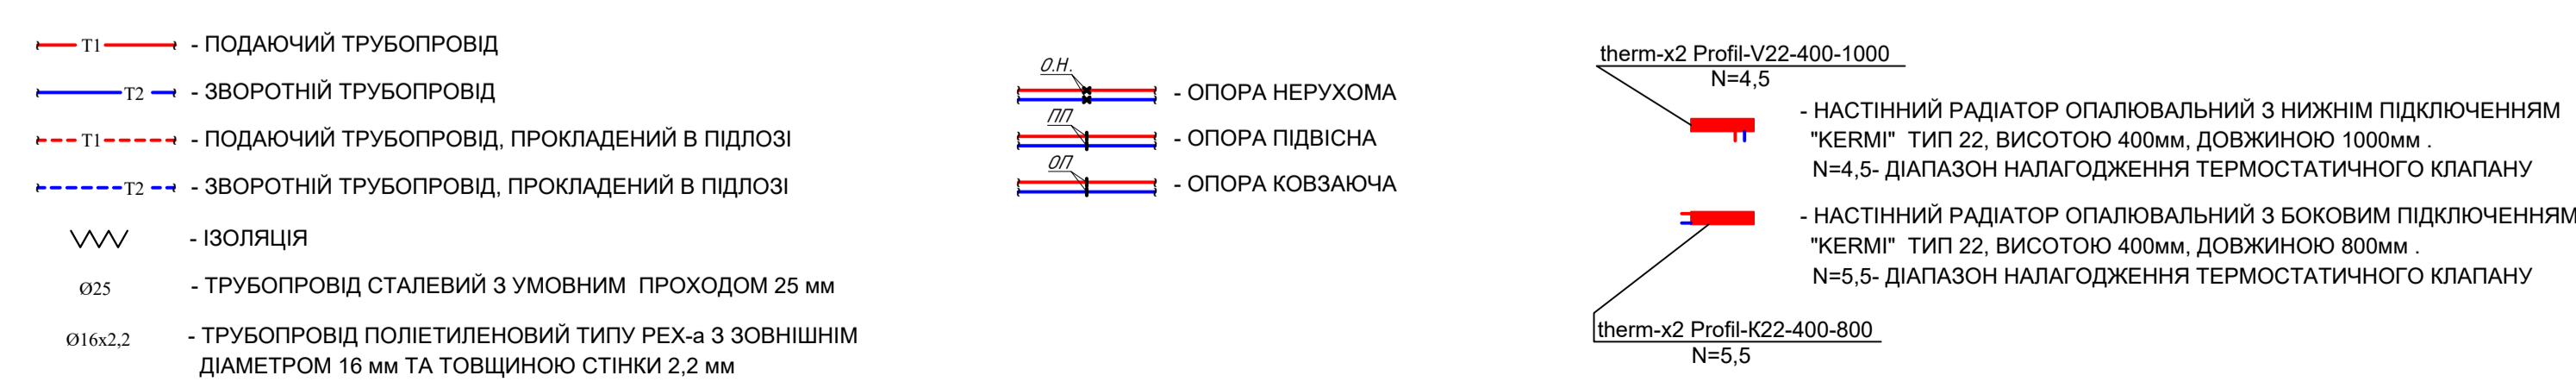 T1 - ПОДАЮЧИЙ ТРУБОПРОВІД
T2 - ЗВОРОТНІЙ ТРУБОПРОВІД
T1 - ПОДАЮЧИЙ ТРУБОПРОВІД, ПРОКЛАДЕНИЙ В ПІДЛОЗІ
T2 - ЗВОРОТНІЙ ТРУБОПРОВІД, ПРОКЛАДЕНИЙ В ПІДЛОЗІ
- ІЗОЛЯЦІЯ
Ø25 - ТРУБОПРОВІД СТАЛЕВИЙ З УМОВНИМ ПРОХОДОМ 25 мм
Ø16x2,2 - ТРУБОПРОВІД ПОЛІЕТИЛЕНОВИЙ ТИПУ PEX-a З ЗОВНІШНІМ
ДІАМЕТРОМ 16 мм ТА ТОВЩИНОЮ СТІНКИ 2,2 мм
О.Н.
- ОПОРА НЕРУХОМА
ПП
- ОПОРА ПІДВІСНА
ОП
- ОПОРА КОВЗАЮЧА
therm-x2 Profil-V22-400-1000
N=4,5
- НАСТІННИЙ РАДІАТОР ОПАЛЮВАЛЬНИЙ З НИЖНІМ ПІДКЛЮЧЕННЯМ
"KERMI" ТИП 22, ВИСОТОЮ 400мм, ДОВЖИНОЮ 1000мм .
N=4,5- ДІАПАЗОН НАЛАГОДЖЕННЯ ТЕРМОСТАТИЧНОГО КЛАПАНУ
- НАСТІННИЙ РАДІАТОР ОПАЛЮВАЛЬНИЙ З БОКОВИМ ПІДКЛЮЧЕННЯМ
"KERMI" ТИП 22, ВИСОТОЮ 400мм, ДОВЖИНОЮ 800мм .
N=5,5- ДІАПАЗОН НАЛАГОДЖЕННЯ ТЕРМОСТАТИЧНОГО КЛАПАНУ
therm-x2 Profil-К22-400-800
N=5,5